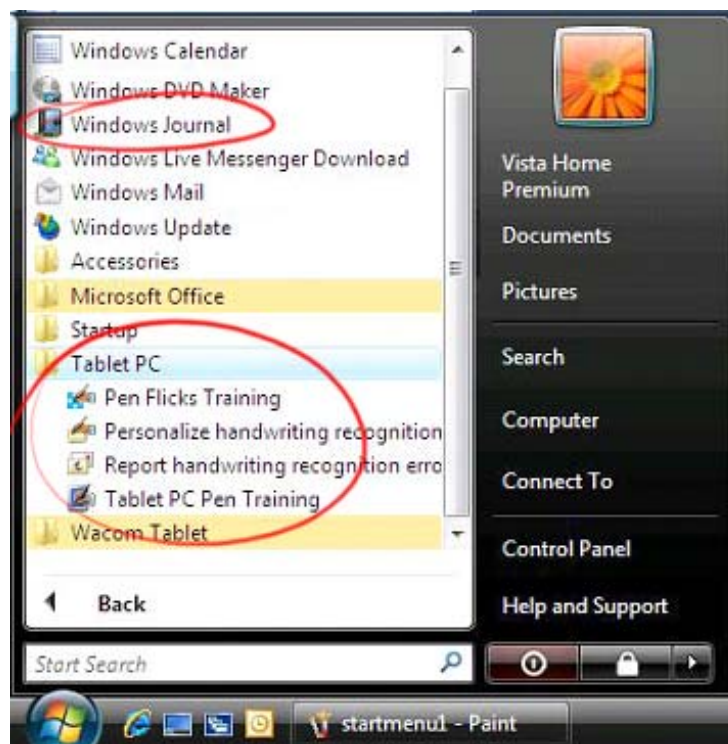 Windows Calendar
Windows DVD Maker
Windows Journal
Windows Live Messenger Download
Windows Mail
Windows Update
Accessories
Microsoft Office
Startup
Tablet PC
Pen Flicks Training
Personalize handwriting recognition
Report handwriting recognition erro
Tablet PC Pen Training
Wacom Tablet
Back
Start Search
Vista Home
Premium
Documents
Pictures
Search
Computer
Connect To
Control Panel
Help and Support
startmenu1 - Paint